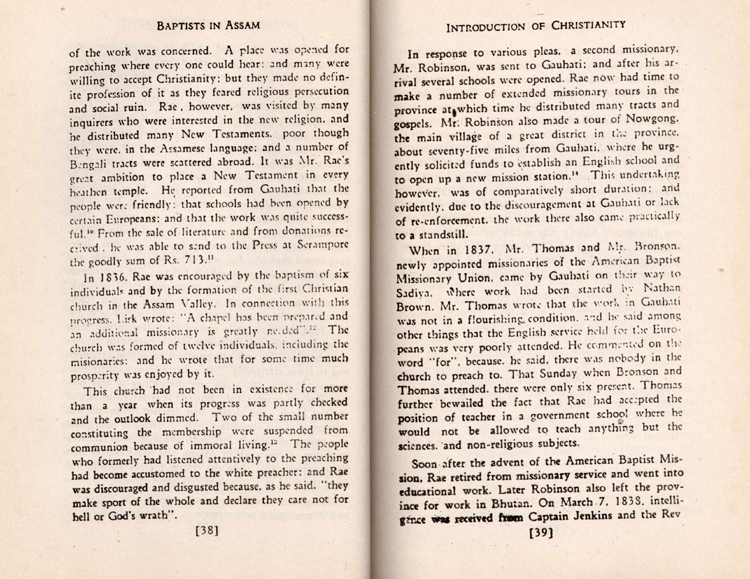 BAPTISTS IN ASSAM
of the work was concerned. A place was opened for
preaching where every one could hear: and many were
willing to accept Christianity; but they made no defin-
ite profession of it as they feared religious persecution
and social ruin. Rae, however, was visited by many
inquirers who were interested in the new religion, and
he distributed many New Testaments, poor though
they were, in the Assamese language; and a number of
Bengali tracts were scattered abroad. It was Mr. Rae's
great ambition to place a New Testament in every
heathen temple. He reported from Gauhati that the
people were friendly; that schools had been opened by
certain Europeans; and that the work was quite success-
ful.¹⁰ From the sale of literature and from donations re-
ceived, he was able to send to the Press at Serampore
the goodly sum of Rs. 713.¹¹
In 1836, Rae was encouraged by the baptism of six
individuals and by the formation of the first Christian
church in the Assam Valley. In connection with this
progress, Lirk wrote: "A chapel has been prepared and
an additional missionary is greatly needed".¹² The
church was formed of twelve individuals, including the
misionaries; and he wrote that for some time much
prosperity was enjoyed by it.
This church had not been in existence for more
than a year when its progress was partly checked
and the outlook dimmed. Two of the small number
constituting the membership were suspended from
communion because of immoral living.¹³ The people
who formerly had listened attentively to the preaching
had become accustomed to the white preacher; and Rae
was discouraged and disgusted because, as he said, "they
make sport of the whole and declare they care not for
hell or God's wrath".
[38]
INTRODUCTION OF CHRISTIANITY
In response to various pleas, a second missionary,
Mr. Robinson, was sent to Gauhati; and after his ar-
rival several schools were opened. Rae now had time to
make a number of extended missionary tours in the
province at which time he distributed many tracts and
gospels. Mr. Robinson also made a tour of Nowgong,
the main village of a great district in the province,
about seventy-five miles from Gauhati, where he urg-
ently solicited funds to establish an English school and
to open up a new mission station.¹⁴ This undertaking
however, was of comparatively short duration; and
evidently, due to the discouragement at Gauhati or lack
of re-enforcement, the work there also came practically
to a standstill.
When in 1837, Mr. Thomas and Mr. Bronson,
newly appointed missionaries of the American Baptist
Missionary Union, came by Gauhati on their way to
Sadiya, where work had been started by Nathan
Brown, Mr. Thomas wrote that the work in Gauhati
was not in a flourishing condition, and he said among
other things that the English service held for the Euro-
peans was very poorly attended. He commented on the
word "for", because, he said, there was nobody in the
church to preach to. That Sunday when Bronson and
Thomas attended, there were only six present. Thomas
further bewailed the fact that Rae had accepted the
position of teacher in a government school where he
would not be allowed to teach anything but the
sciences, and non-religious subjects.
Soon after the advent of the American Baptist Mis-
sion, Rae retired from missionary service and went into
educational work. Later Robinson also left the prov-
ince for work in Bhutan. On March 7, 1838, intelli-
gence was received from Captain Jenkins and the Rev
[39]